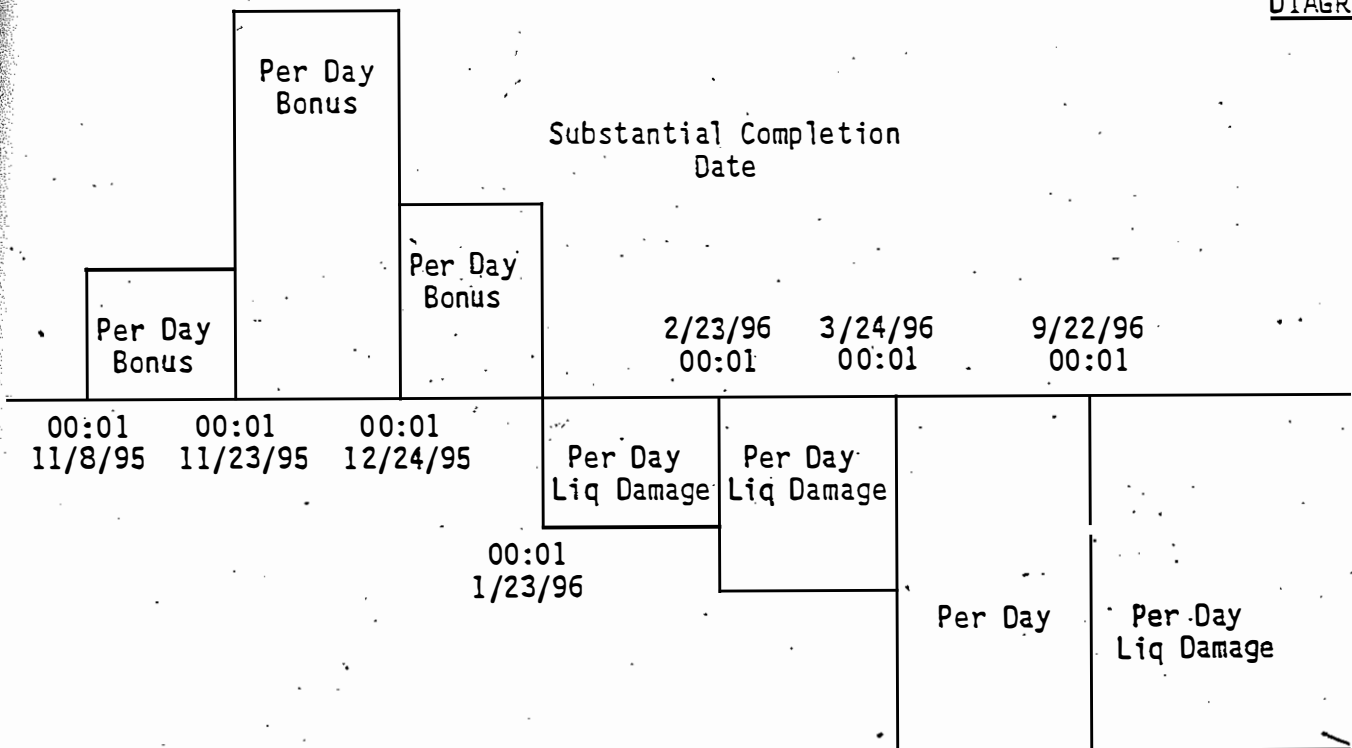 DIAGR
Per Day
Bonus
Substantial Completion
Date
Per Day
Bonus
Per Day
Bonus
2/23/96
00:01
3/24/96
00:01
9/22/96
00:01
00:01
11/8/95
00:01
11/23/95
00:01
12/24/95
Per Day
Liq Damage
Per Day
Liq Damage
00:01
1/23/96
Per Day
Per Day
Liq Damage